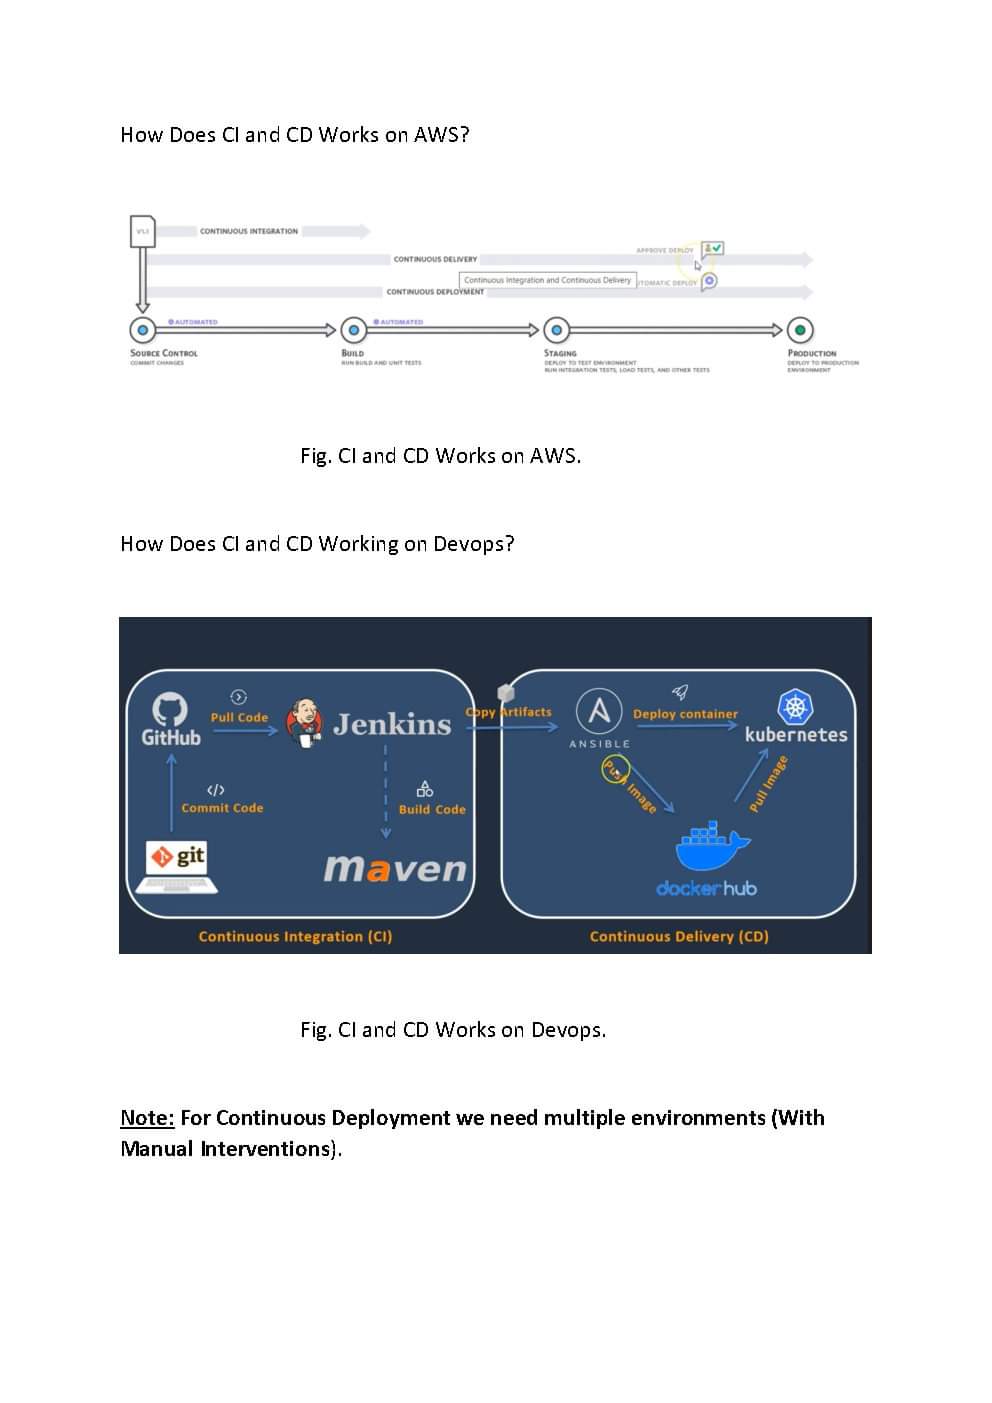 How Does CI and CD Works on AWS?
V1.1
CONTINUOUS INTEGRATION
APPROVE DEPLOY
CONTINUOUS DELIVERY
Continuous Integration and Continuous Delivery
UTOMATIC DEPLOY
CONTINUOUS DEPLOYMENT
AUTOMATED
AUTOMATED
SOURCE CONTROL
COMMIT CHANGES
BUILD
RUN BUILD AND UNIT TESTS
STAGING
DEPLOY TO TEST ENVIRONMENT
RUN INTEGRATION TESTS, LOAD TESTS, AND OTHER TESTS
PRODUCTION
DEPLOY TO PRODUCTION
ENVIRONMENT
Fig. CI and CD Works on AWS.
How Does CI and CD Working on Devops?
GitHub
Pull Code
Jenkins
Copy Artifacts
A
ANSIBLE
Deploy container
kubernetes
</>
Commit Code
Build Code
Push Image
Pull Image
git
maven
docker hub
Continuous Integration (CI)
Continuous Delivery (CD)
Fig. CI and CD Works on Devops.
Note: For Continuous Deployment we need multiple environments (With
Manual Interventions).